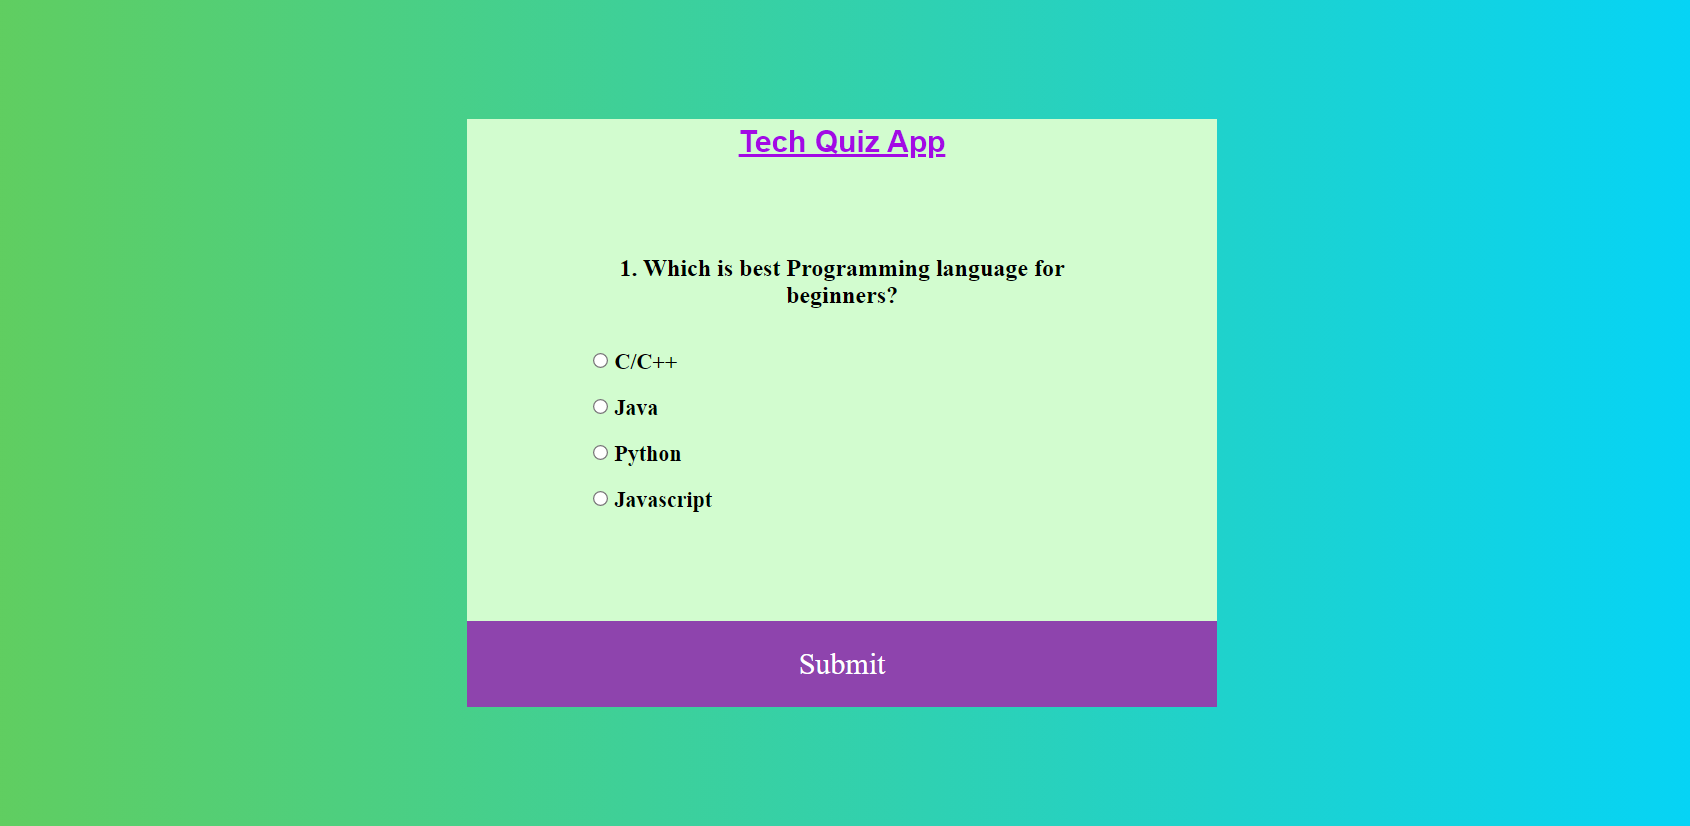 Tech Quiz App
1. Which is best Programming language for
beginners?
C/C++
Java
Python
Javascript
Submit